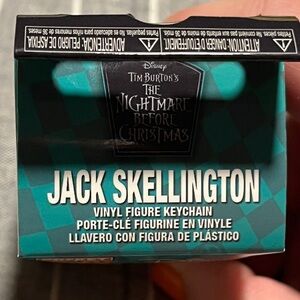 ADVERTENCIA: PELIGRO DE ASFIXIA
ATTENTION: DANGER D'ÉTOUFFEMENT
Disney
TIM BURTON'S
THE
NIGHTMARE
BEFORE
CHRISTMAS
JACK SKELLINGTON
VINYL FIGURE KEYCHAIN
PORTE-CLÉ FIGURINE EN VINYLE
LLAVERO CON FIGURA DE PLÁSTICO